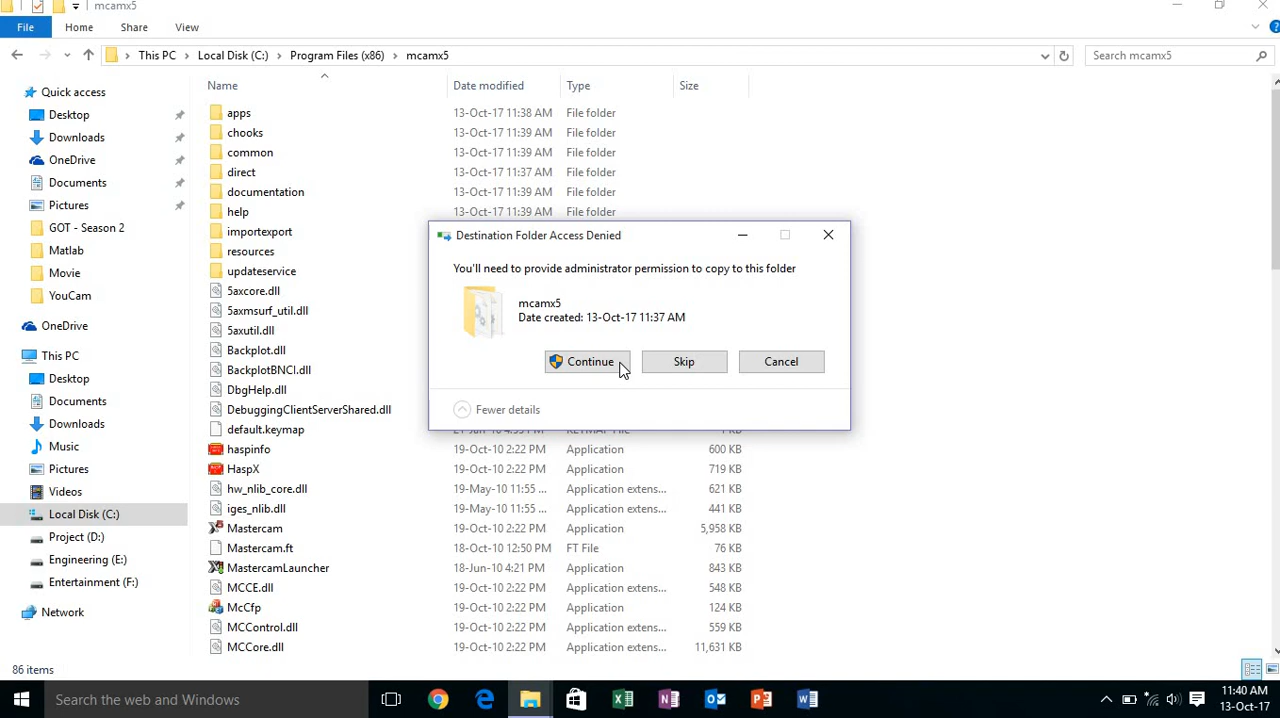 mcamx5
File Home Share View
This PC Local Disk (C:) Program Files (x86) mcamx5 Search mcamx5
Name Date modified Type Size
Quick access
Desktop
Downloads
OneDrive
Documents
Pictures
GOT - Season 2
Matlab
Movie
YouCam
OneDrive
This PC
Desktop
Documents
Downloads
Music
Pictures
Videos
Local Disk (C:)
Project (D:)
Engineering (E:)
Entertainment (F:)
Network
apps 13-Oct-17 11:38 AM File folder
chooks 13-Oct-17 11:39 AM File folder
common 13-Oct-17 11:39 AM File folder
direct 13-Oct-17 11:37 AM File folder
documentation 13-Oct-17 11:39 AM File folder
help 13-Oct-17 11:39 AM File folder
importexport
resources
updateservice
5axcore.dll
5axmsurf_util.dll
5axutil.dll
Backplot.dll
BackplotBNCI.dll
DbgHelp.dll
DebuggingClientServerShared.dll
default.keymap
haspinfo 19-Oct-10 2:22 PM Application 600 KB
HaspX 19-Oct-10 2:22 PM Application 719 KB
hw_nlib_core.dll 19-May-10 11:55 ... Application extens... 621 KB
iges_nlib.dll 19-May-10 11:55 ... Application extens... 441 KB
Mastercam 19-Oct-10 2:22 PM Application 5,958 KB
Mastercam.ft 18-Oct-10 12:50 PM FT File 76 KB
MastercamLauncher 18-Jun-10 4:21 PM Application 843 KB
MCCE.dll 19-Oct-10 2:22 PM Application extens... 548 KB
McCfp 19-Oct-10 2:22 PM Application 124 KB
MCControl.dll 19-Oct-10 2:22 PM Application extens... 559 KB
MCCore.dll 19-Oct-10 2:22 PM Application extens... 11,631 KB
Destination Folder Access Denied
You'll need to provide administrator permission to copy to this folder
mcamx5
Date created: 13-Oct-17 11:37 AM
Continue Skip Cancel
Fewer details
86 items
Search the web and Windows
11:40 AM
13-Oct-17